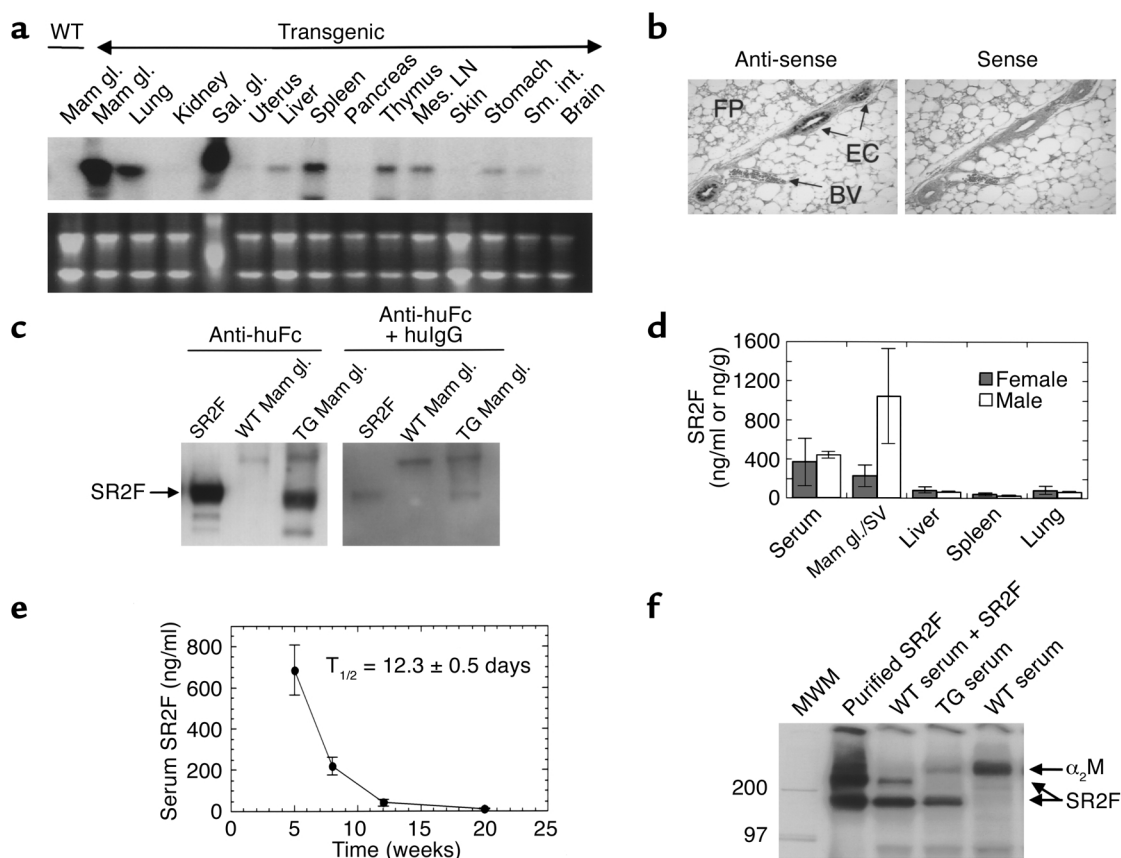 a
WT
Transgenic
Mam gl.
Mam gl.
Lung
Kidney
Sal. gl.
Uterus
Liver
Spleen
Pancreas
Thymus
Mes. LN
Skin
Stomach
Sm. int.
Brain
b
Anti-sense
Sense
FP
EC
BV
c
Anti-huFc
Anti-huFc
+ huIgG
SR2F
WT Mam gl.
TG Mam gl.
SR2F
WT Mam gl.
TG Mam gl.
SR2F
d
SR2F
(ng/ml or ng/g)
1600
1200
800
400
0
Female
Male
Serum
Mam gl./SV
Liver
Spleen
Lung
e
Serum SR2F (ng/ml)
800
600
400
200
0
T1/2 = 12.3 ± 0.5 days
0 5 10 15 20 25
Time (weeks)
f
MWM
Purified SR2F
WT serum + SR2F
TG serum
WT serum
200
97
α2M
SR2F